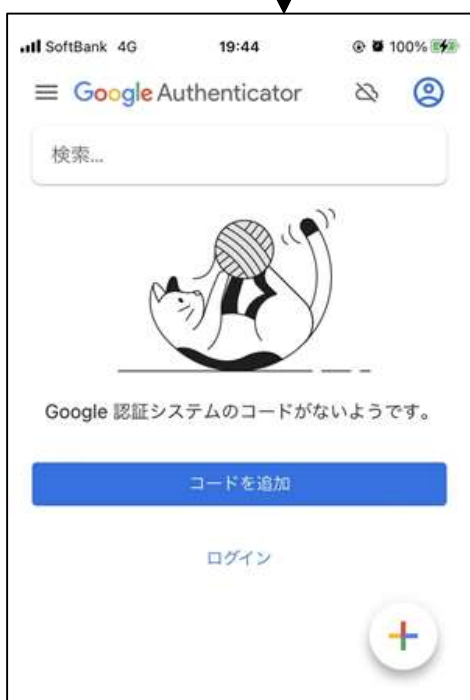 SoftBank 4G 19:44 100%
Google Authenticator
検索...
Google 認証システムのコードがないようです。
コードを追加
ログイン